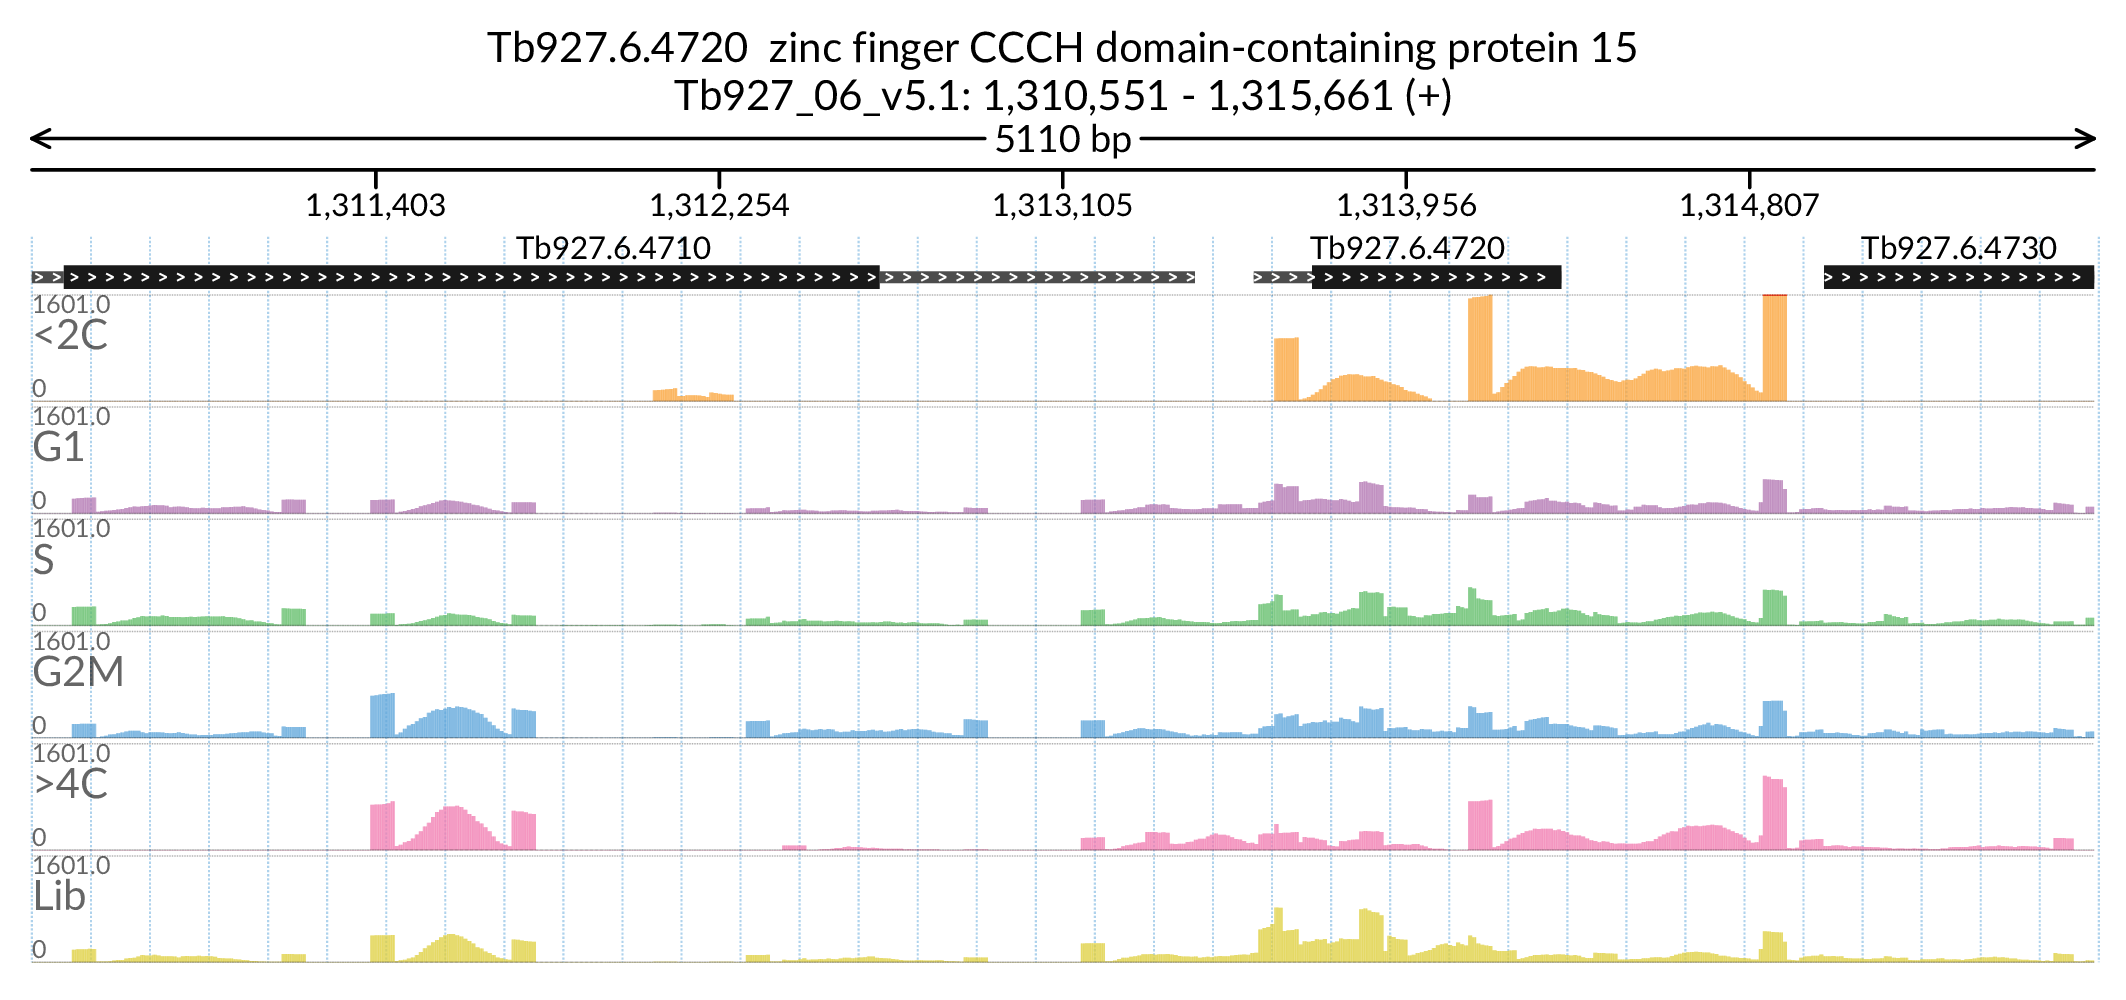 Tb927.6.4720  zinc finger CCCH domain-containing protein 15
Tb927_06_v5.1: 1,310,551 - 1,315,661 (+)
5110 bp
1,311,403 1,312,254 1,313,105 1,313,956 1,314,807
Tb927.6.4710 Tb927.6.4720 Tb927.6.4730
1601.0
<2C
0
1601.0
G1
0
1601.0
S
0
1601.0
G2M
0
1601.0
>4C
0
1601.0
Lib
0